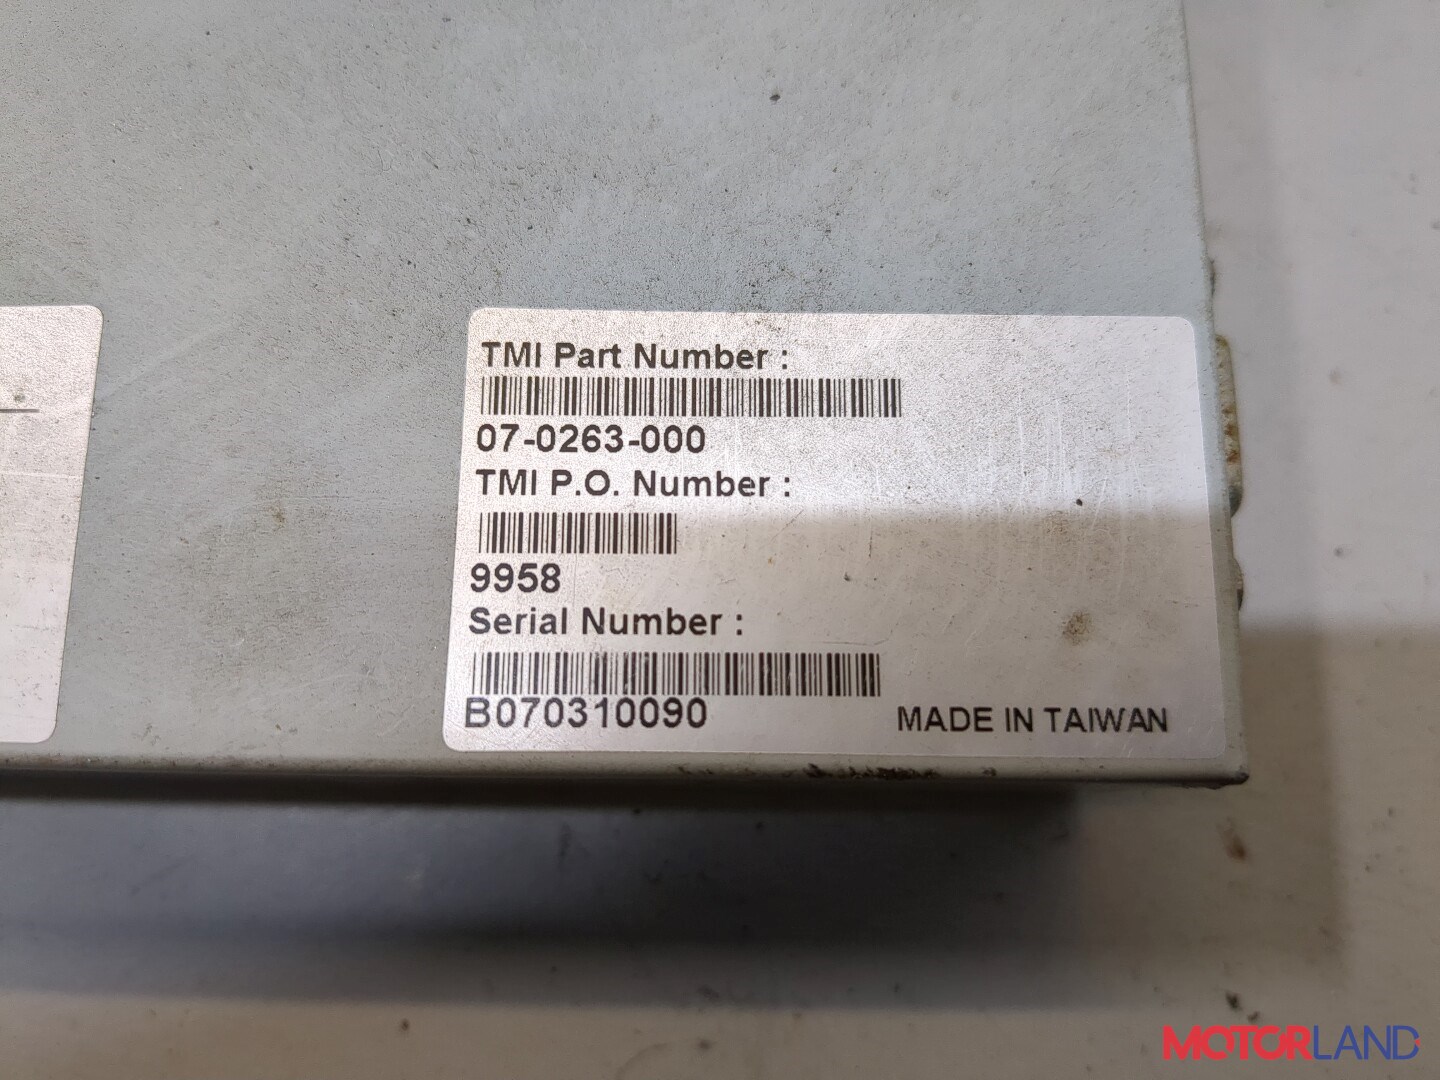 TMI Part Number :
07-0263-000
TMI P.O. Number :
9958
Serial Number :
B070310090
MADE IN TAIWAN
MOTORLAND